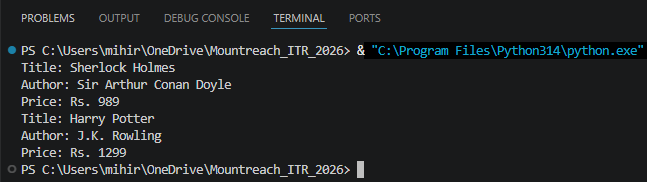 PROBLEMS OUTPUT DEBUG CONSOLE TERMINAL PORTS
PS C:\Users\mihir\OneDrive\Mountreach_ITR_2026> & "C:\Program Files\Python314\python.exe"
Title: Sherlock Holmes
Author: Sir Arthur Conan Doyle
Price: Rs. 989
Title: Harry Potter
Author: J.K. Rowling
Price: Rs. 1299
PS C:\Users\mihir\OneDrive\Mountreach_ITR_2026>